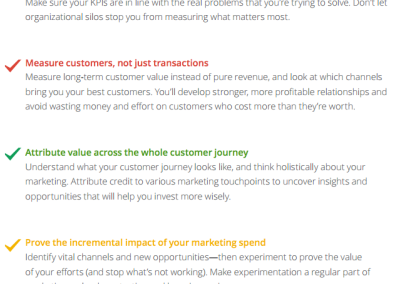 Make sure your KPIs are in line with the real problems that you're trying to solve. Don't let
organizational silos stop you from measuring what matters most.
Measure customers, not just transactions
Measure long-term customer value instead of pure revenue, and look at which channels
bring you your best customers. You'll develop stronger, more profitable relationships and
avoid wasting money and effort on customers who cost more than they're worth.
Attribute value across the whole customer journey
Understand what your customer journey looks like, and think holistically about your
marketing. Attribute credit to various marketing touchpoints to uncover insights and
opportunities that will help you invest more wisely.
Prove the incremental impact of your marketing spend
Identify vital channels and new opportunities—then experiment to prove the value
of your efforts (and stop what's not working). Make experimentation a regular part of